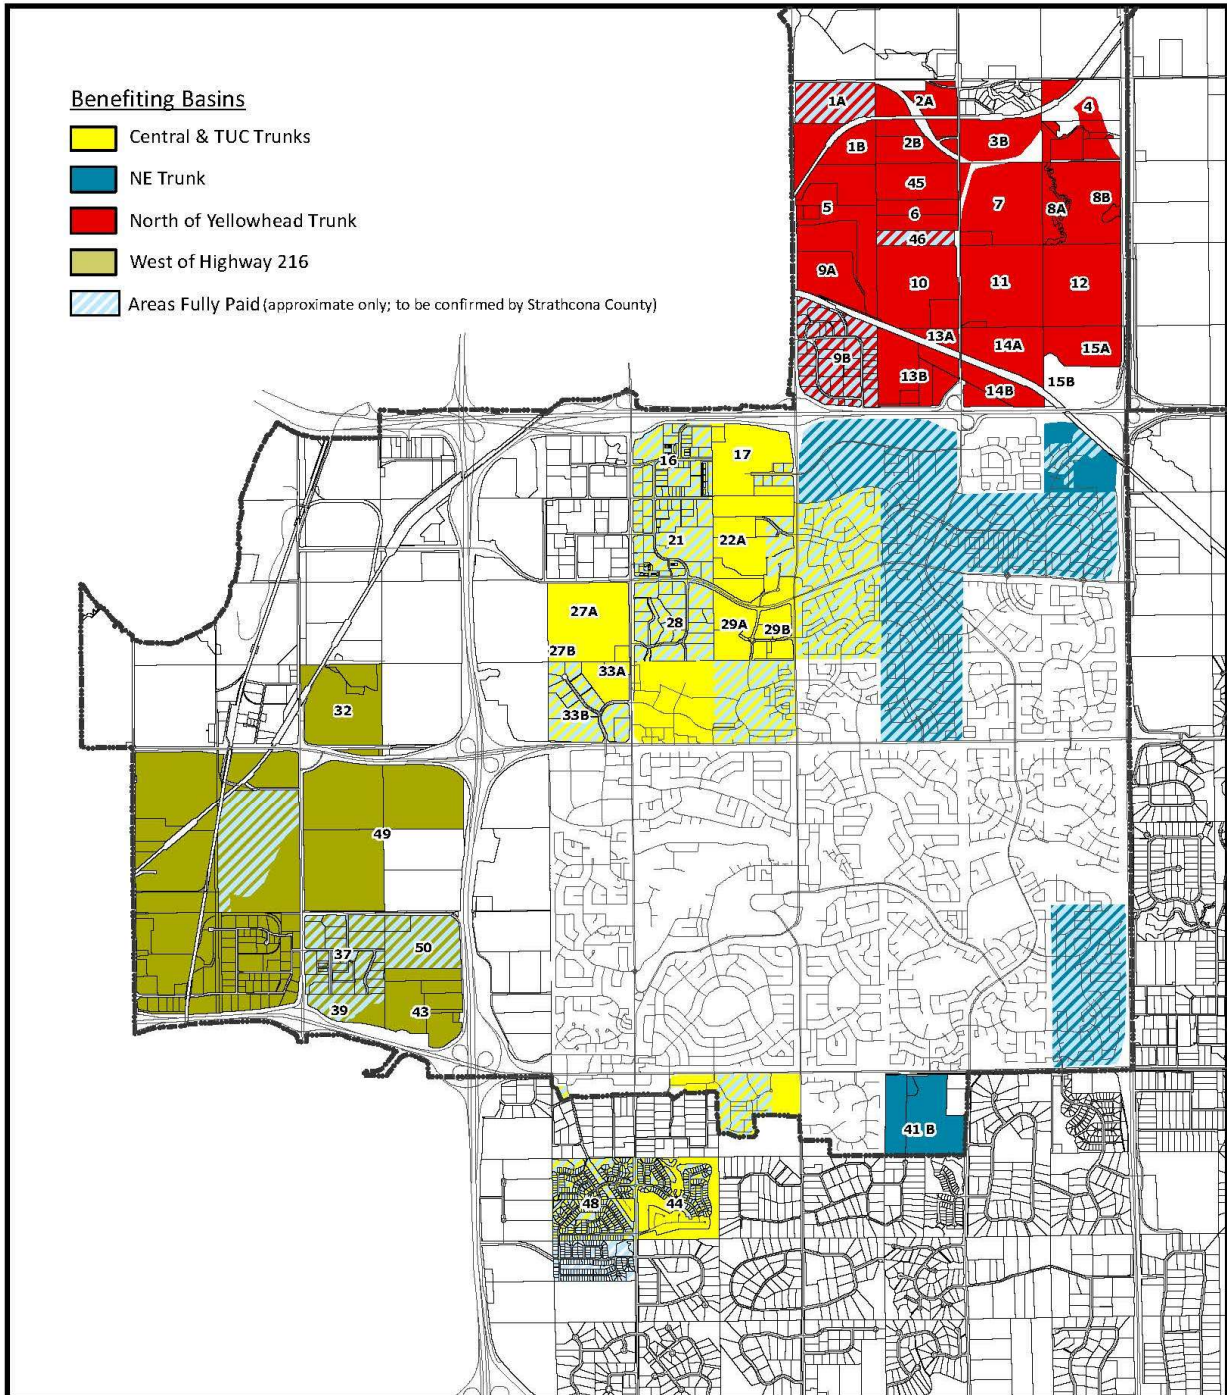 Benefiting Basins
Central & TUC Trunks
NE Trunk
North of Yellowhead Trunk
West of Highway 216
Areas Fully Paid (approximate only; to be confirmed by Strathcona County)
1A
2A
4
1B
2B
3B
45
5
6
7
8A
8B
46
9A
10
11
12
13A
14A
15A
9B
13B
14B
15B
16
17
21
22A
27A
28
29A
29B
27B
33A
33B
32
49
37
50
39
43
41 B
48
44